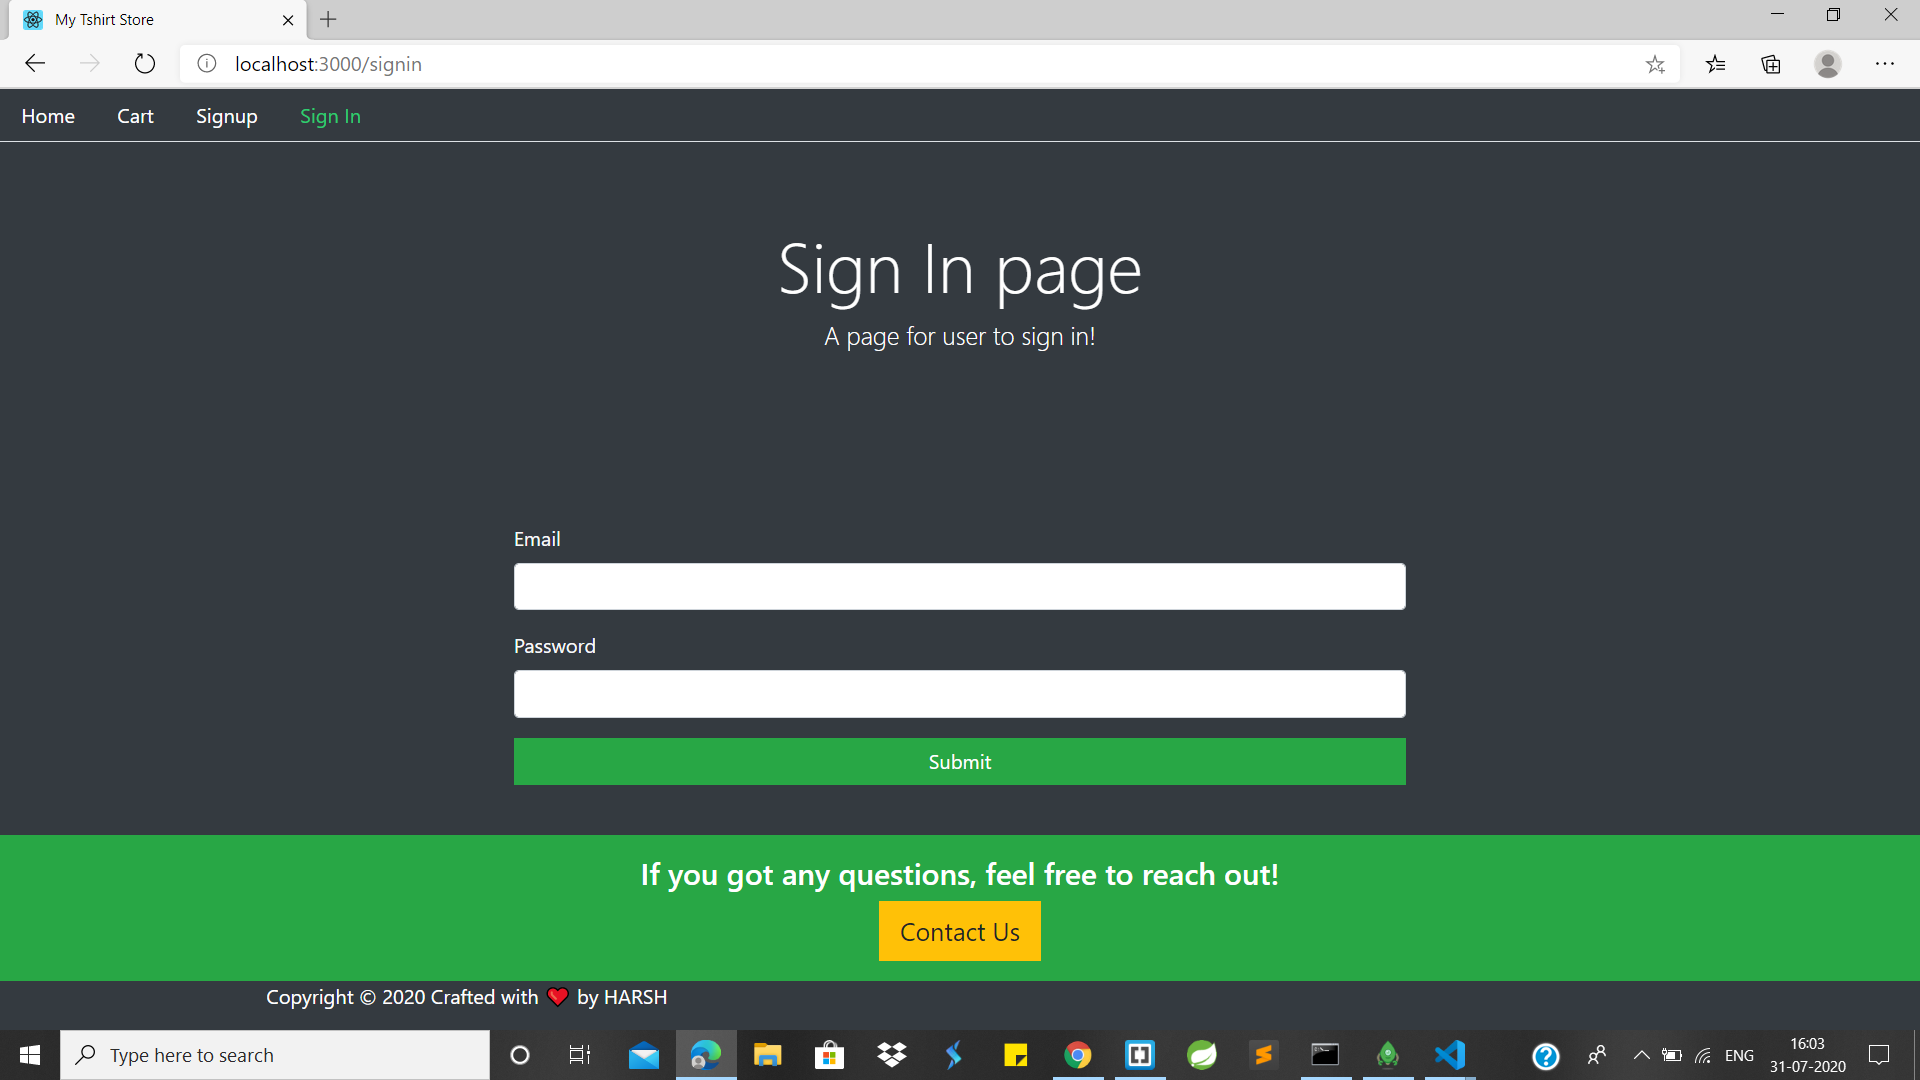 My Tshirt Store
localhost:3000/signin
Home Cart Signup Sign In
Sign In page
A page for user to sign in!
Email
Password
Submit
If you got any questions, feel free to reach out!
Contact Us
Copyright © 2020 Crafted with ❤ by HARSH
Type here to search
ENG
16:03
31-07-2020